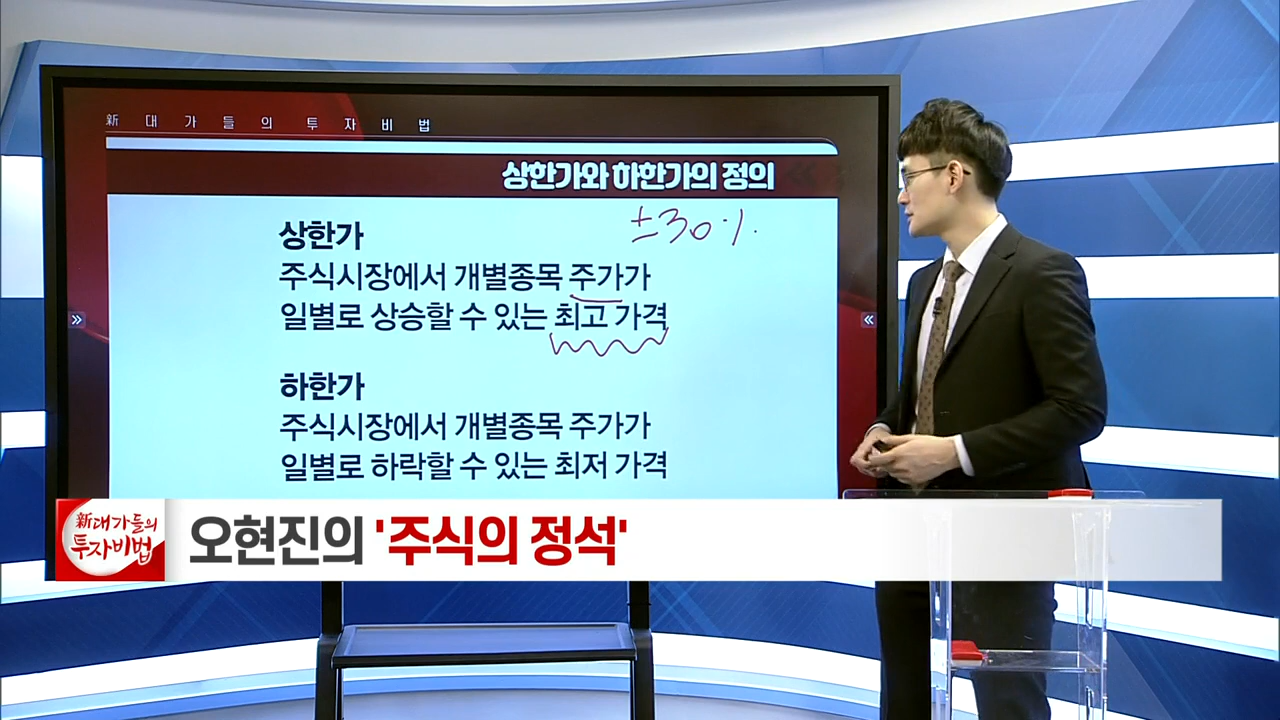 新 대 가 들 의 투 자 비 법
상한가와 하한가의 정의
±30%.
상한가
주식시장에서 개별종목 주가가
일별로 상승할 수 있는 최고 가격
하한가
주식시장에서 개별종목 주가가
일별로 하락할 수 있는 최저 가격
»
«
新대가들의
투자비법
오현진의 '주식의 정석'